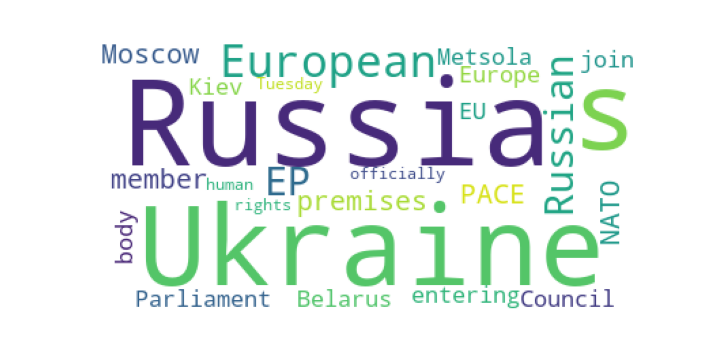 Moscow European Metsola join
Kiev Tuesday Europe
Russia s
EU Russian
member human EP officially
rights premises PACE NATO
body Ukraine
Parliament Belarus entering Council